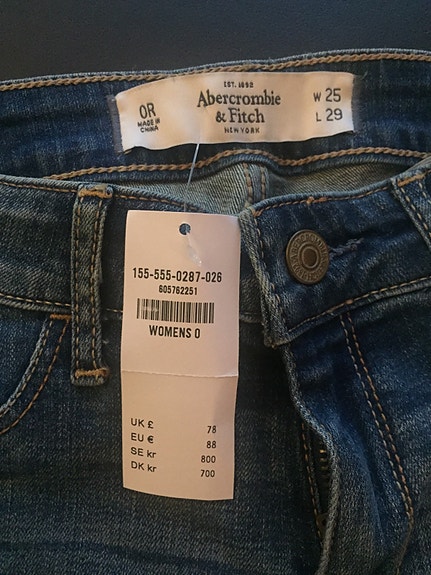 0R
MADE IN
CHINA
EST. 1892
Abercrombie
& Fitch
NEW YORK
W 25
L 29
155-555-0287-026
605762251
WOMENS 0
UK £ 78
EU € 88
SE kr 800
DK kr 700